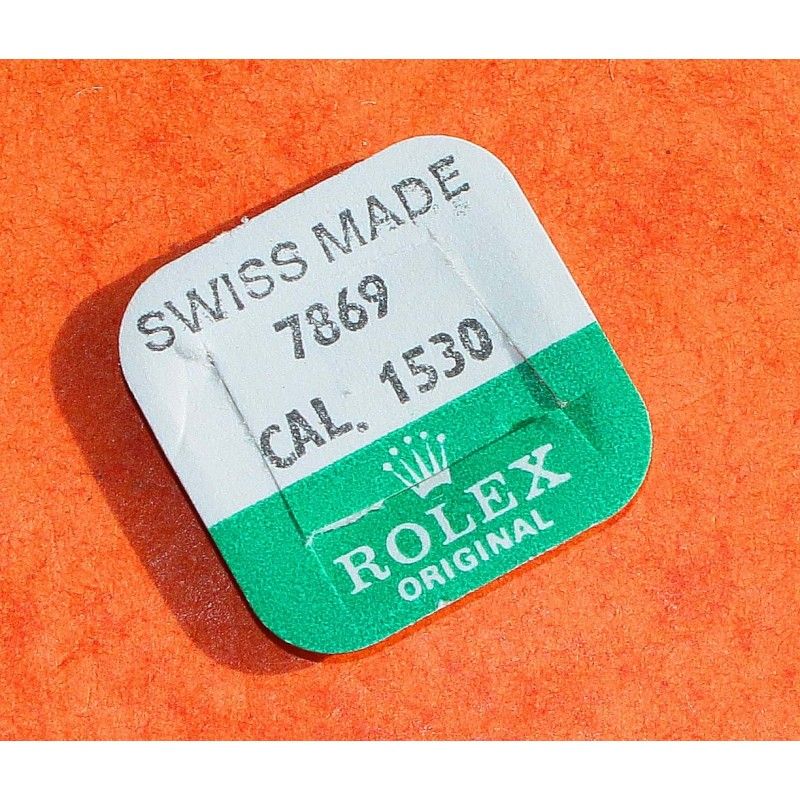 SWISS MADE
7869
CAL. 1530
ROLEX
ORIGINAL